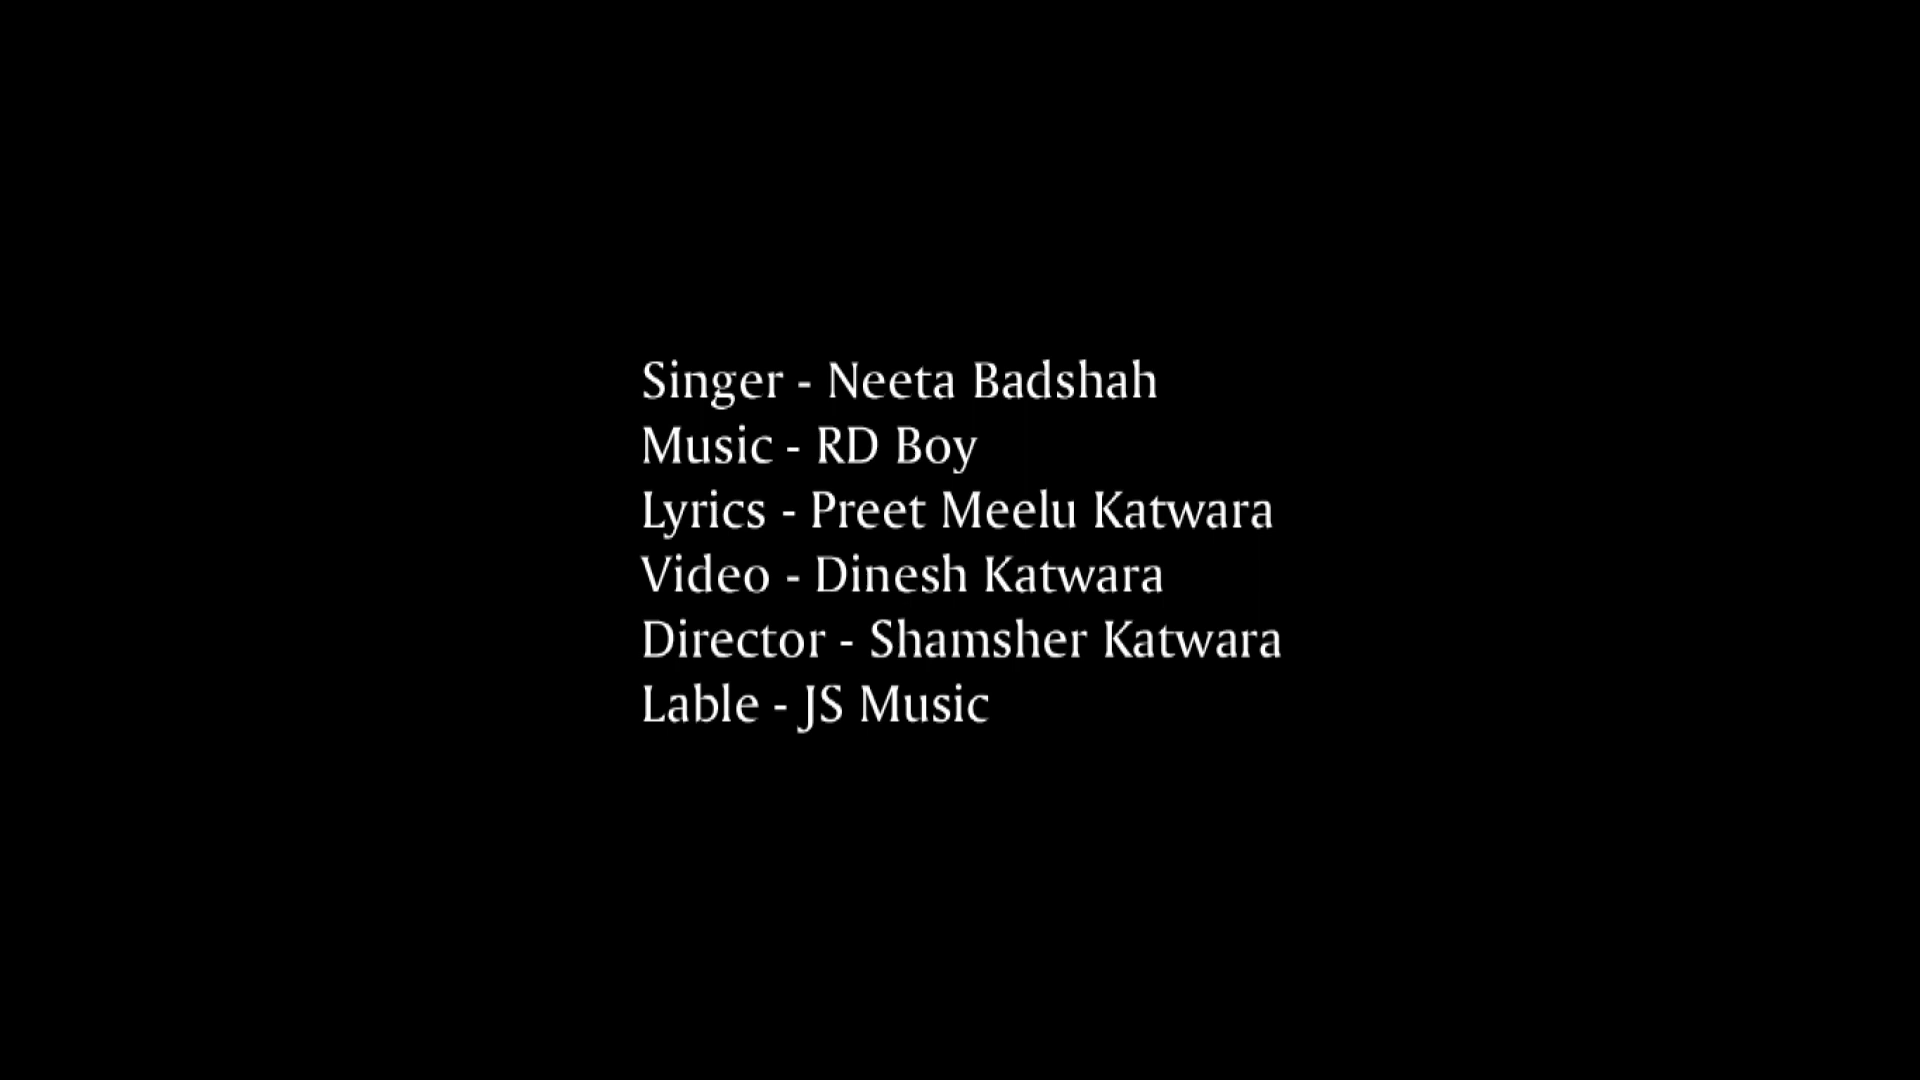 Singer - Neeta Badshah
Music - RD Boy
Lyrics - Preet Meelu Katwara
Video - Dinesh Katwara
Director - Shamsher Katwara
Lable - JS Music